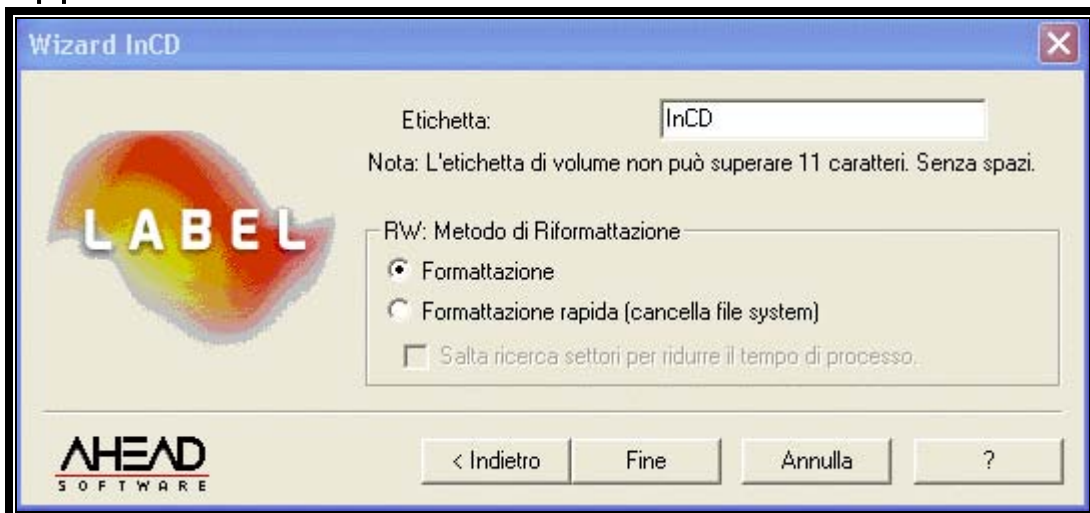 Wizard InCD
Etichetta: InCD
Nota: L'etichetta di volume non può superare 11 caratteri. Senza spazi.
LABEL
RW: Metodo di Riformattazione
Formattazione
Formattazione rapida (cancella file system)
Salta ricerca settori per ridurre il tempo di processo.
AHEAD
SOFTWARE
< Indietro Fine Annulla ?